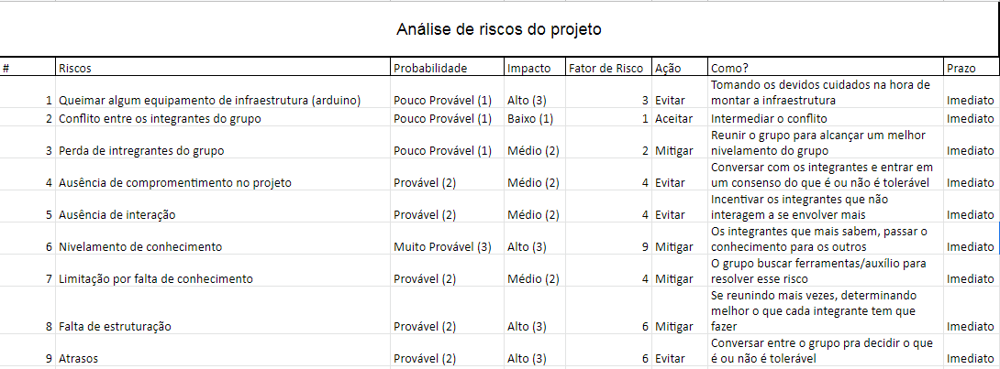 Análise de riscos do projeto
# Riscos Probabilidade Impacto Fator de Risco Ação Como? Prazo
Tomando os devidos cuidados na hora de
1 Queimar algum equipamento de infraestrutura (arduino) Pouco Provável (1) Alto (3) 3 Evitar montar a infraestrutura Imediato
2 Conflito entre os integrantes do grupo Pouco Provável (1) Baixo (1) 1 Aceitar Intermediar o conflito Imediato
Reunir o grupo para alcançar um melhor
3 Perda de intregrantes do grupo Pouco Provável (1) Médio (2) 2 Mitigar nivelamento do grupo Imediato
Conversar com os integrantes e entrar em
4 Ausência de compromentimento no projeto Provável (2) Médio (2) 4 Evitar um consenso do que é ou não é tolerável Imediato
Incentivar os integrantes que não
5 Ausência de interação Provável (2) Médio (2) 4 Evitar interagem a se envolver mais Imediato
Os integrantes que mais sabem, passar o
6 Nivelamento de conhecimento Muito Provável (3) Alto (3) 9 Mitigar conhecimento para os outros Imediato
O grupo buscar ferramentas/auxílio para
7 Limitação por falta de conhecimento Provável (2) Médio (2) 4 Mitigar resolver esse risco Imediato
Se reunindo mais vezes, determinando
melhor o que cada integrante tem que
8 Falta de estruturação Provável (2) Alto (3) 6 Mitigar fazer Imediato
Conversar entre o grupo pra decidir o que
9 Atrasos Provável (2) Alto (3) 6 Evitar é ou não é tolerável Imediato